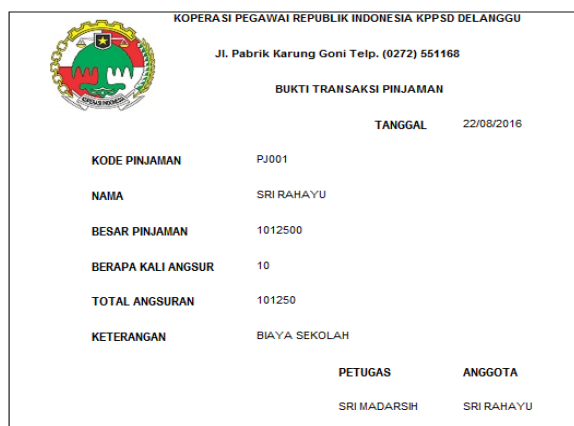 KOPERASI PEGAWAI REPUBLIK INDONESIA KPPSD DELANGGU
Jl. Pabrik Karung Goni Telp. (0272) 551168
BUKTI TRANSAKSI PINJAMAN
TANGGAL 22/08/2016
KOPERASI INDONESIA
KODE PINJAMAN PJ001
NAMA SRI RAHAYU
BESAR PINJAMAN 1012500
BERAPA KALI ANGSUR 10
TOTAL ANGSURAN 101250
KETERANGAN BIAYA SEKOLAH
PETUGAS ANGGOTA
SRI MADARSIH SRI RAHAYU